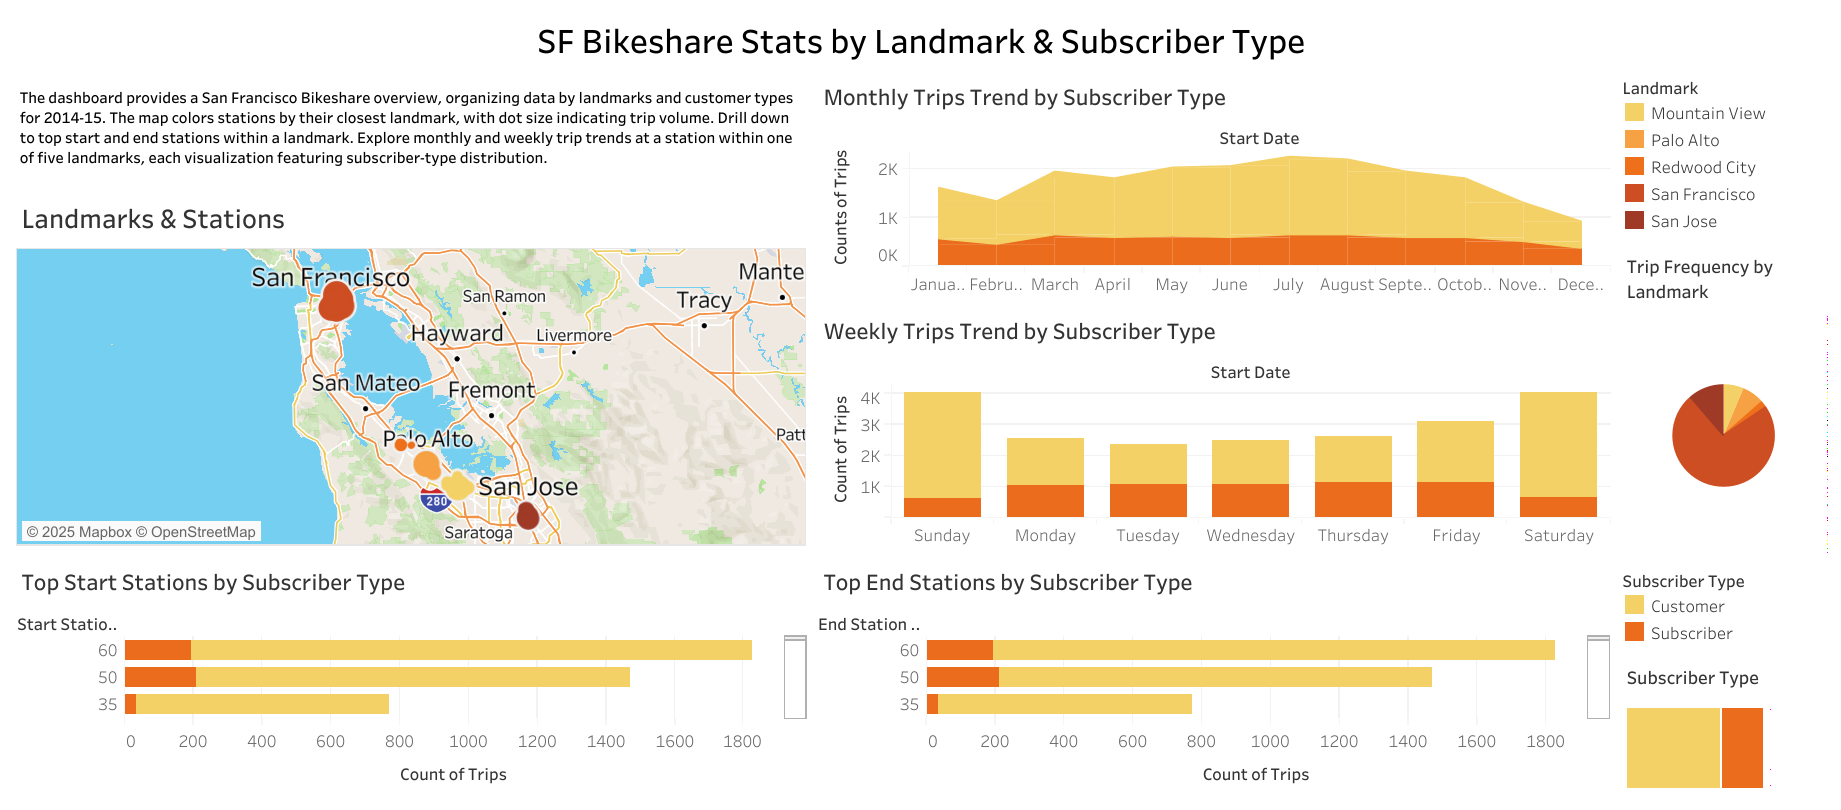 SF Bikeshare Stats by Landmark & Subscriber Type
The dashboard provides a San Francisco Bikeshare overview, organizing data by landmarks and customer types
for 2014-15. The map colors stations by their closest landmark, with dot size indicating trip volume. Drill down
to top start and end stations within a landmark. Explore monthly and weekly trip trends at a station within one
of five landmarks, each visualization featuring subscriber-type distribution.
Landmarks & Stations
San Francisco
San Ramon
Mante
Tracy
Hayward
Livermore
San Mateo
Fremont
Palo Alto
Patt
San Jose
280
Saratoga
© 2025 Mapbox © OpenStreetMap
Monthly Trips Trend by Subscriber Type
Start Date
Counts of Trips
2K
1K
0K
Janua.. Febru.. March April May June July August Septe.. Octob.. Nove.. Dece..
Weekly Trips Trend by Subscriber Type
Start Date
Count of Trips
4K
3K
2K
1K
Sunday Monday Tuesday Wednesday Thursday Friday Saturday
Landmark
Mountain View
Palo Alto
Redwood City
San Francisco
San Jose
Trip Frequency by
Landmark
Top Start Stations by Subscriber Type
Start Statio..
60
50
35
0 200 400 600 800 1000 1200 1400 1600 1800
Count of Trips
Top End Stations by Subscriber Type
End Station ..
60
50
35
0 200 400 600 800 1000 1200 1400 1600 1800
Count of Trips
Subscriber Type
Customer
Subscriber
Subscriber Type